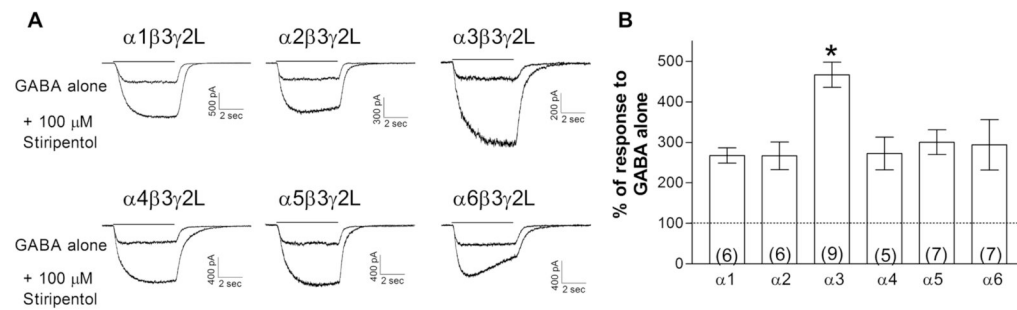 A
α1β3γ2L α2β3γ2L α3β3γ2L
GABA alone
+ 100 μM
Stiripentol
500 pA
2 sec
300 pA
2 sec
200 pA
2 sec
α4β3γ2L α5β3γ2L α6β3γ2L
GABA alone
+ 100 μM
Stiripentol
400 pA
2 sec
400 pA
2 sec
400 pA
2 sec
B
% of response to
GABA alone
500
400
300
200
100
0
*
(6) (6) (9) (5) (7) (7)
α1 α2 α3 α4 α5 α6